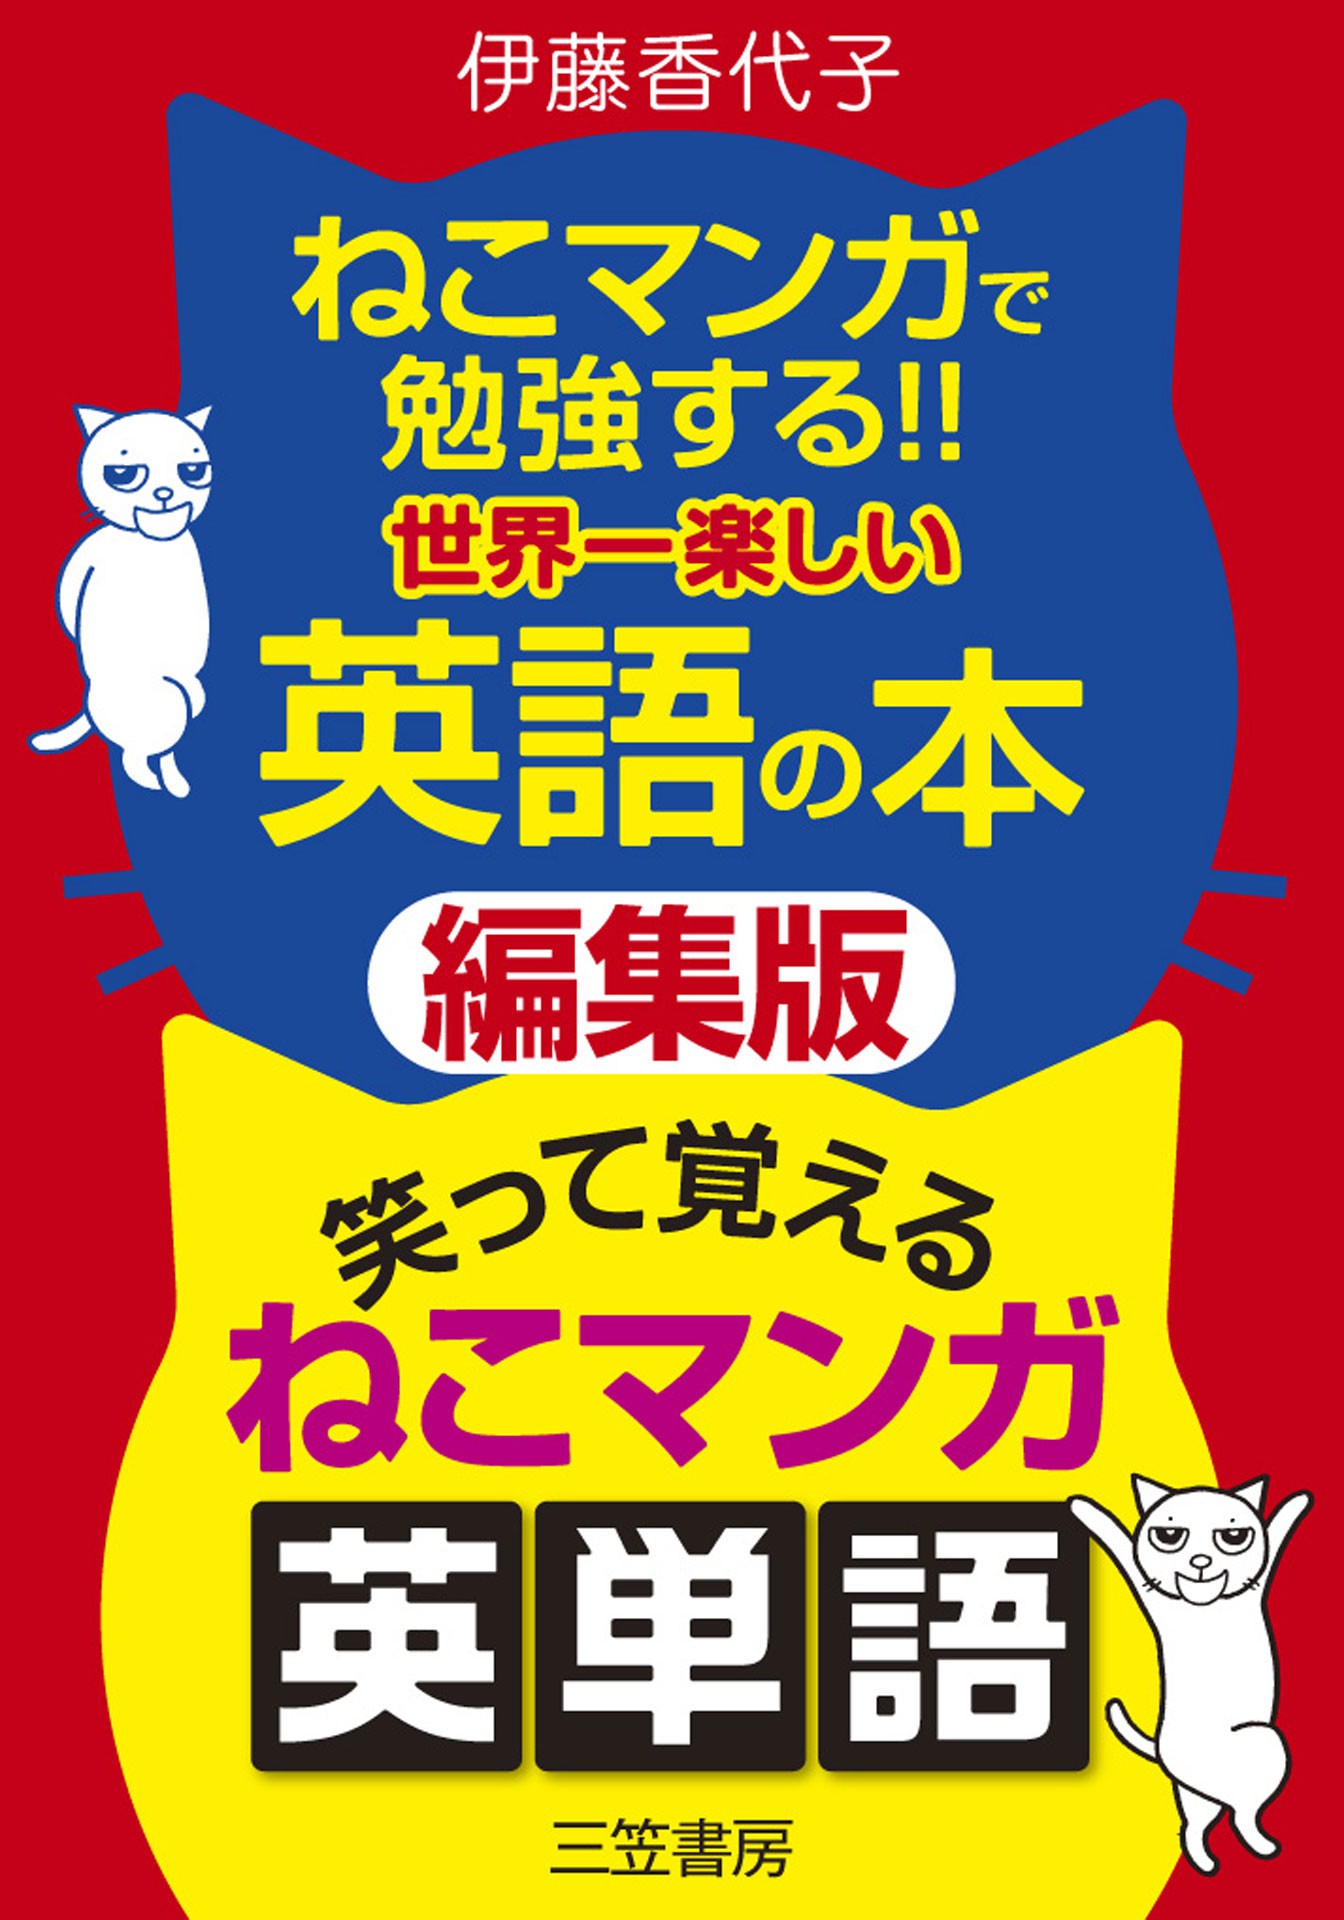 伊藤香代子
ねこマンガで
勉強する!!
世界一楽しい
英語の本
編集版
笑って覚える
ねこマンガ
英単語
三笠書房